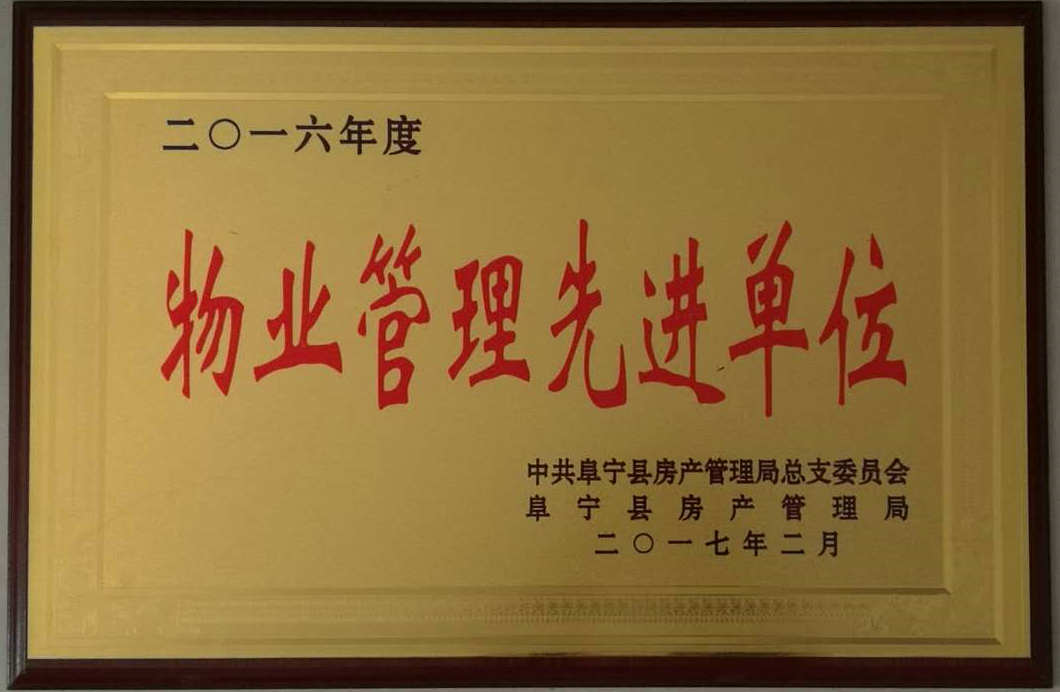 二〇一六年度
物业管理先进单位
中共阜宁县房产管理局总支委员会
阜宁县房产管理局
二〇一七年二月